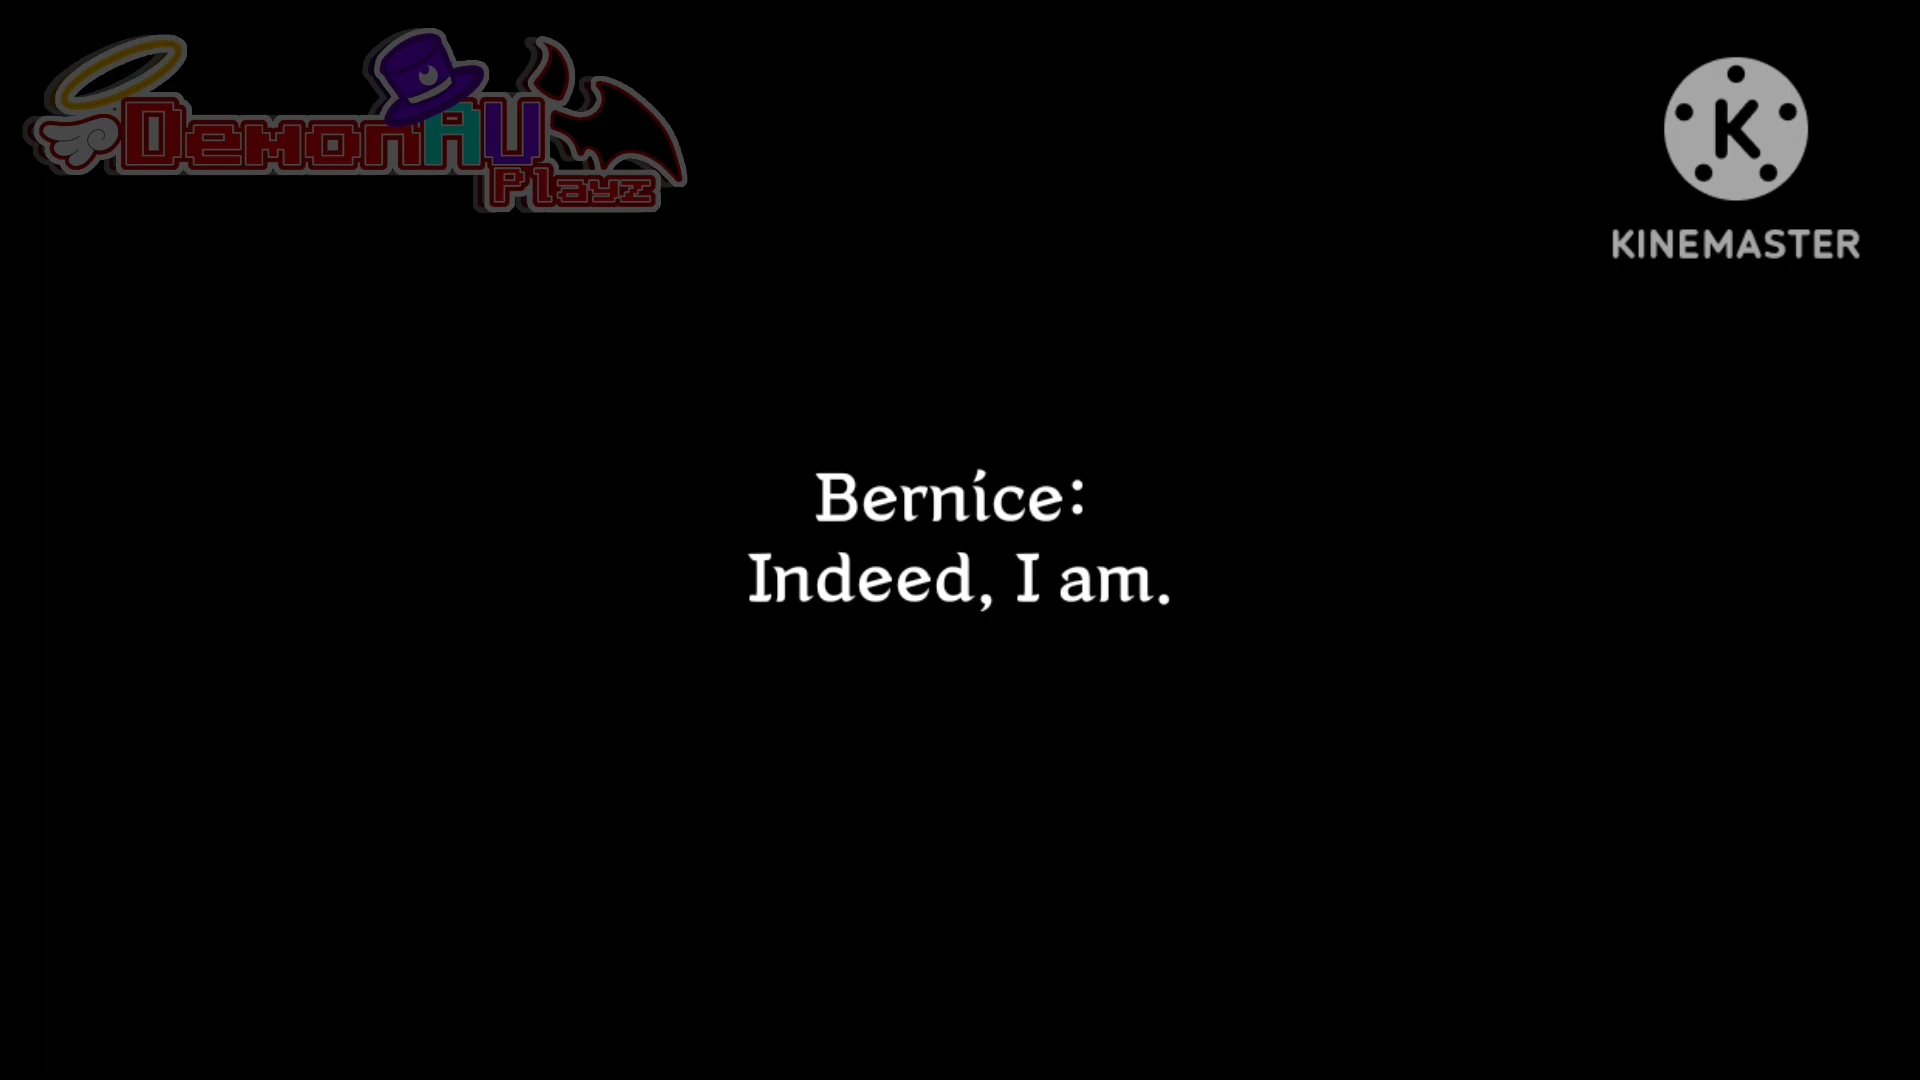 DemonAU
Playz
K
KINEMASTER
Bernice:
Indeed, I am.